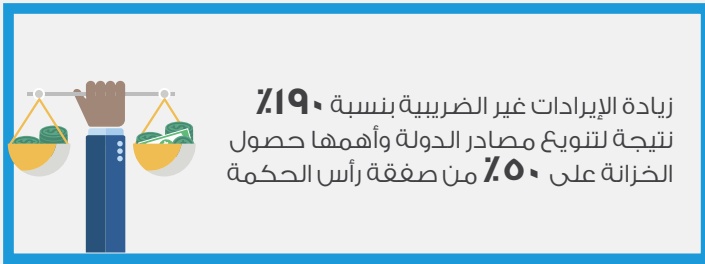 زيادة الإيرادات غير الضريبية بنسبة ١٩٠٪
نتيجة لتنويع مصادر الدولة وأهمها حصول
الخزانة على ٥٠٪ من صفقة رأس الحكمة